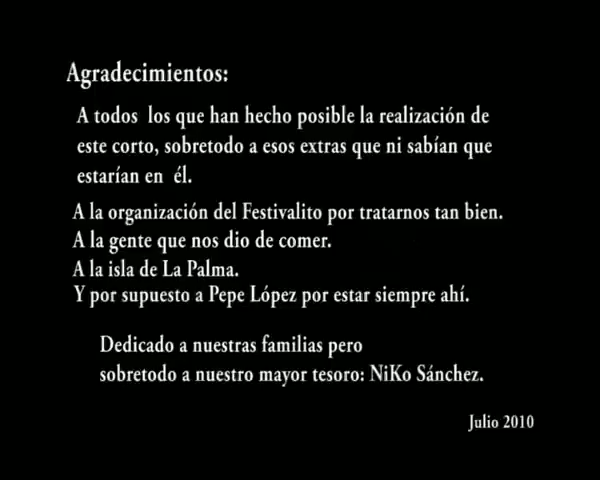 Agradecimientos:
A todos los que han hecho posible la realización de
este corto, sobretodo a esos extras que ni sabían que
estarían en él.
A la organización del Festivalito por tratarnos tan bien.
A la gente que nos dio de comer.
A la isla de La Palma.
Y por supuesto a Pepe López por estar siempre ahí.
Dedicado a nuestras familias pero
sobretodo a nuestro mayor tesoro: NiKo Sánchez.
Julio 2010